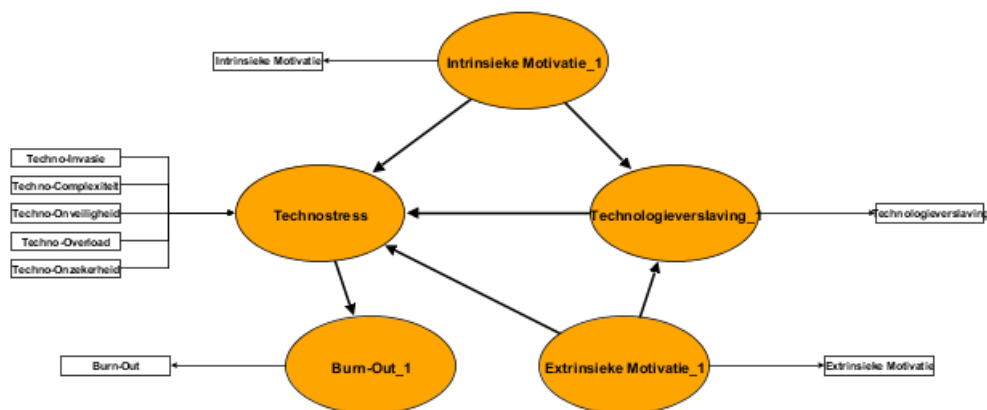 Intrinsieke Motivatie
Intrinsieke Motivatie_1
Techno-Invasie
Techno-Complexiteit
Techno-Onveiligheid
Techno-Overload
Techno-Onzekerheid
Technostress
Technologieverslaving_1
Technologieverslaving
Burn-Out
Burn-Out_1
Extrinsieke Motivatie_1
Extrinsieke Motivatie